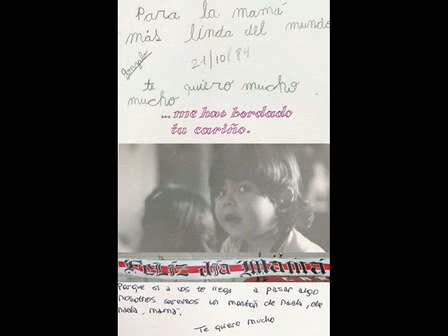 Para la mamá
más linda del mundo
Gonzalo
21/10/84
te quiero mucho
mucho
...me has bordado
tu cariño.
Feliz día Mamá
Porque si a vos te llega a pasar algo
nosotros seremos un montón de nada, de
nada, mamá.
Te quiero mucho